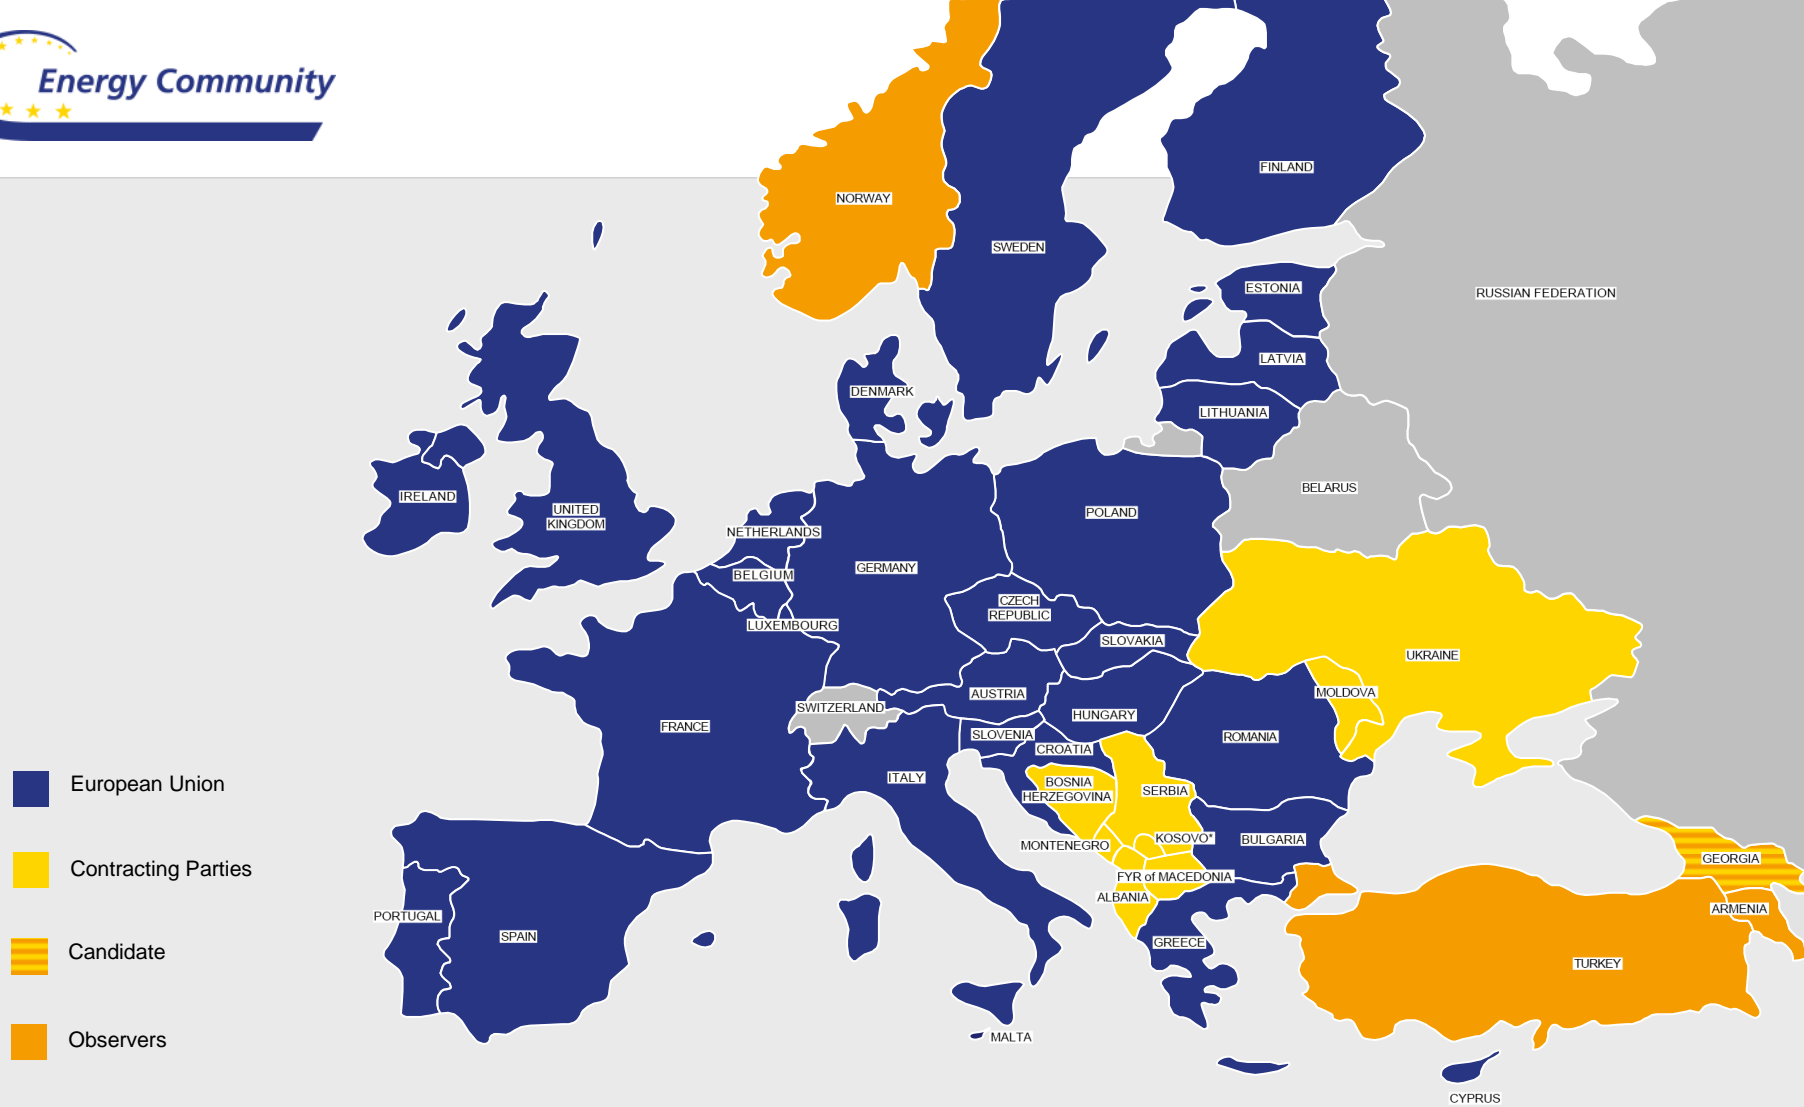 Energy Community
FINLAND
NORWAY
SWEDEN
ESTONIA
RUSSIAN FEDERATION
LATVIA
DENMARK
LITHUANIA
BELARUS
IRELAND
UNITED
KINGDOM
POLAND
NETHERLANDS
GERMANY
BELGIUM
CZECH
REPUBLIC
LUXEMBOURG
SLOVAKIA
UKRAINE
AUSTRIA
MOLDOVA
SWITZERLAND
HUNGARY
FRANCE
SLOVENIA
ROMANIA
CROATIA
ITALY
BOSNIA
HERZEGOVINA
SERBIA
KOSOVO*
BULGARIA
MONTENEGRO
GEORGIA
FYR of MACEDONIA
ALBANIA
ARMENIA
PORTUGAL
SPAIN
GREECE
TURKEY
MALTA
CYPRUS
European Union
Contracting Parties
Candidate
Observers